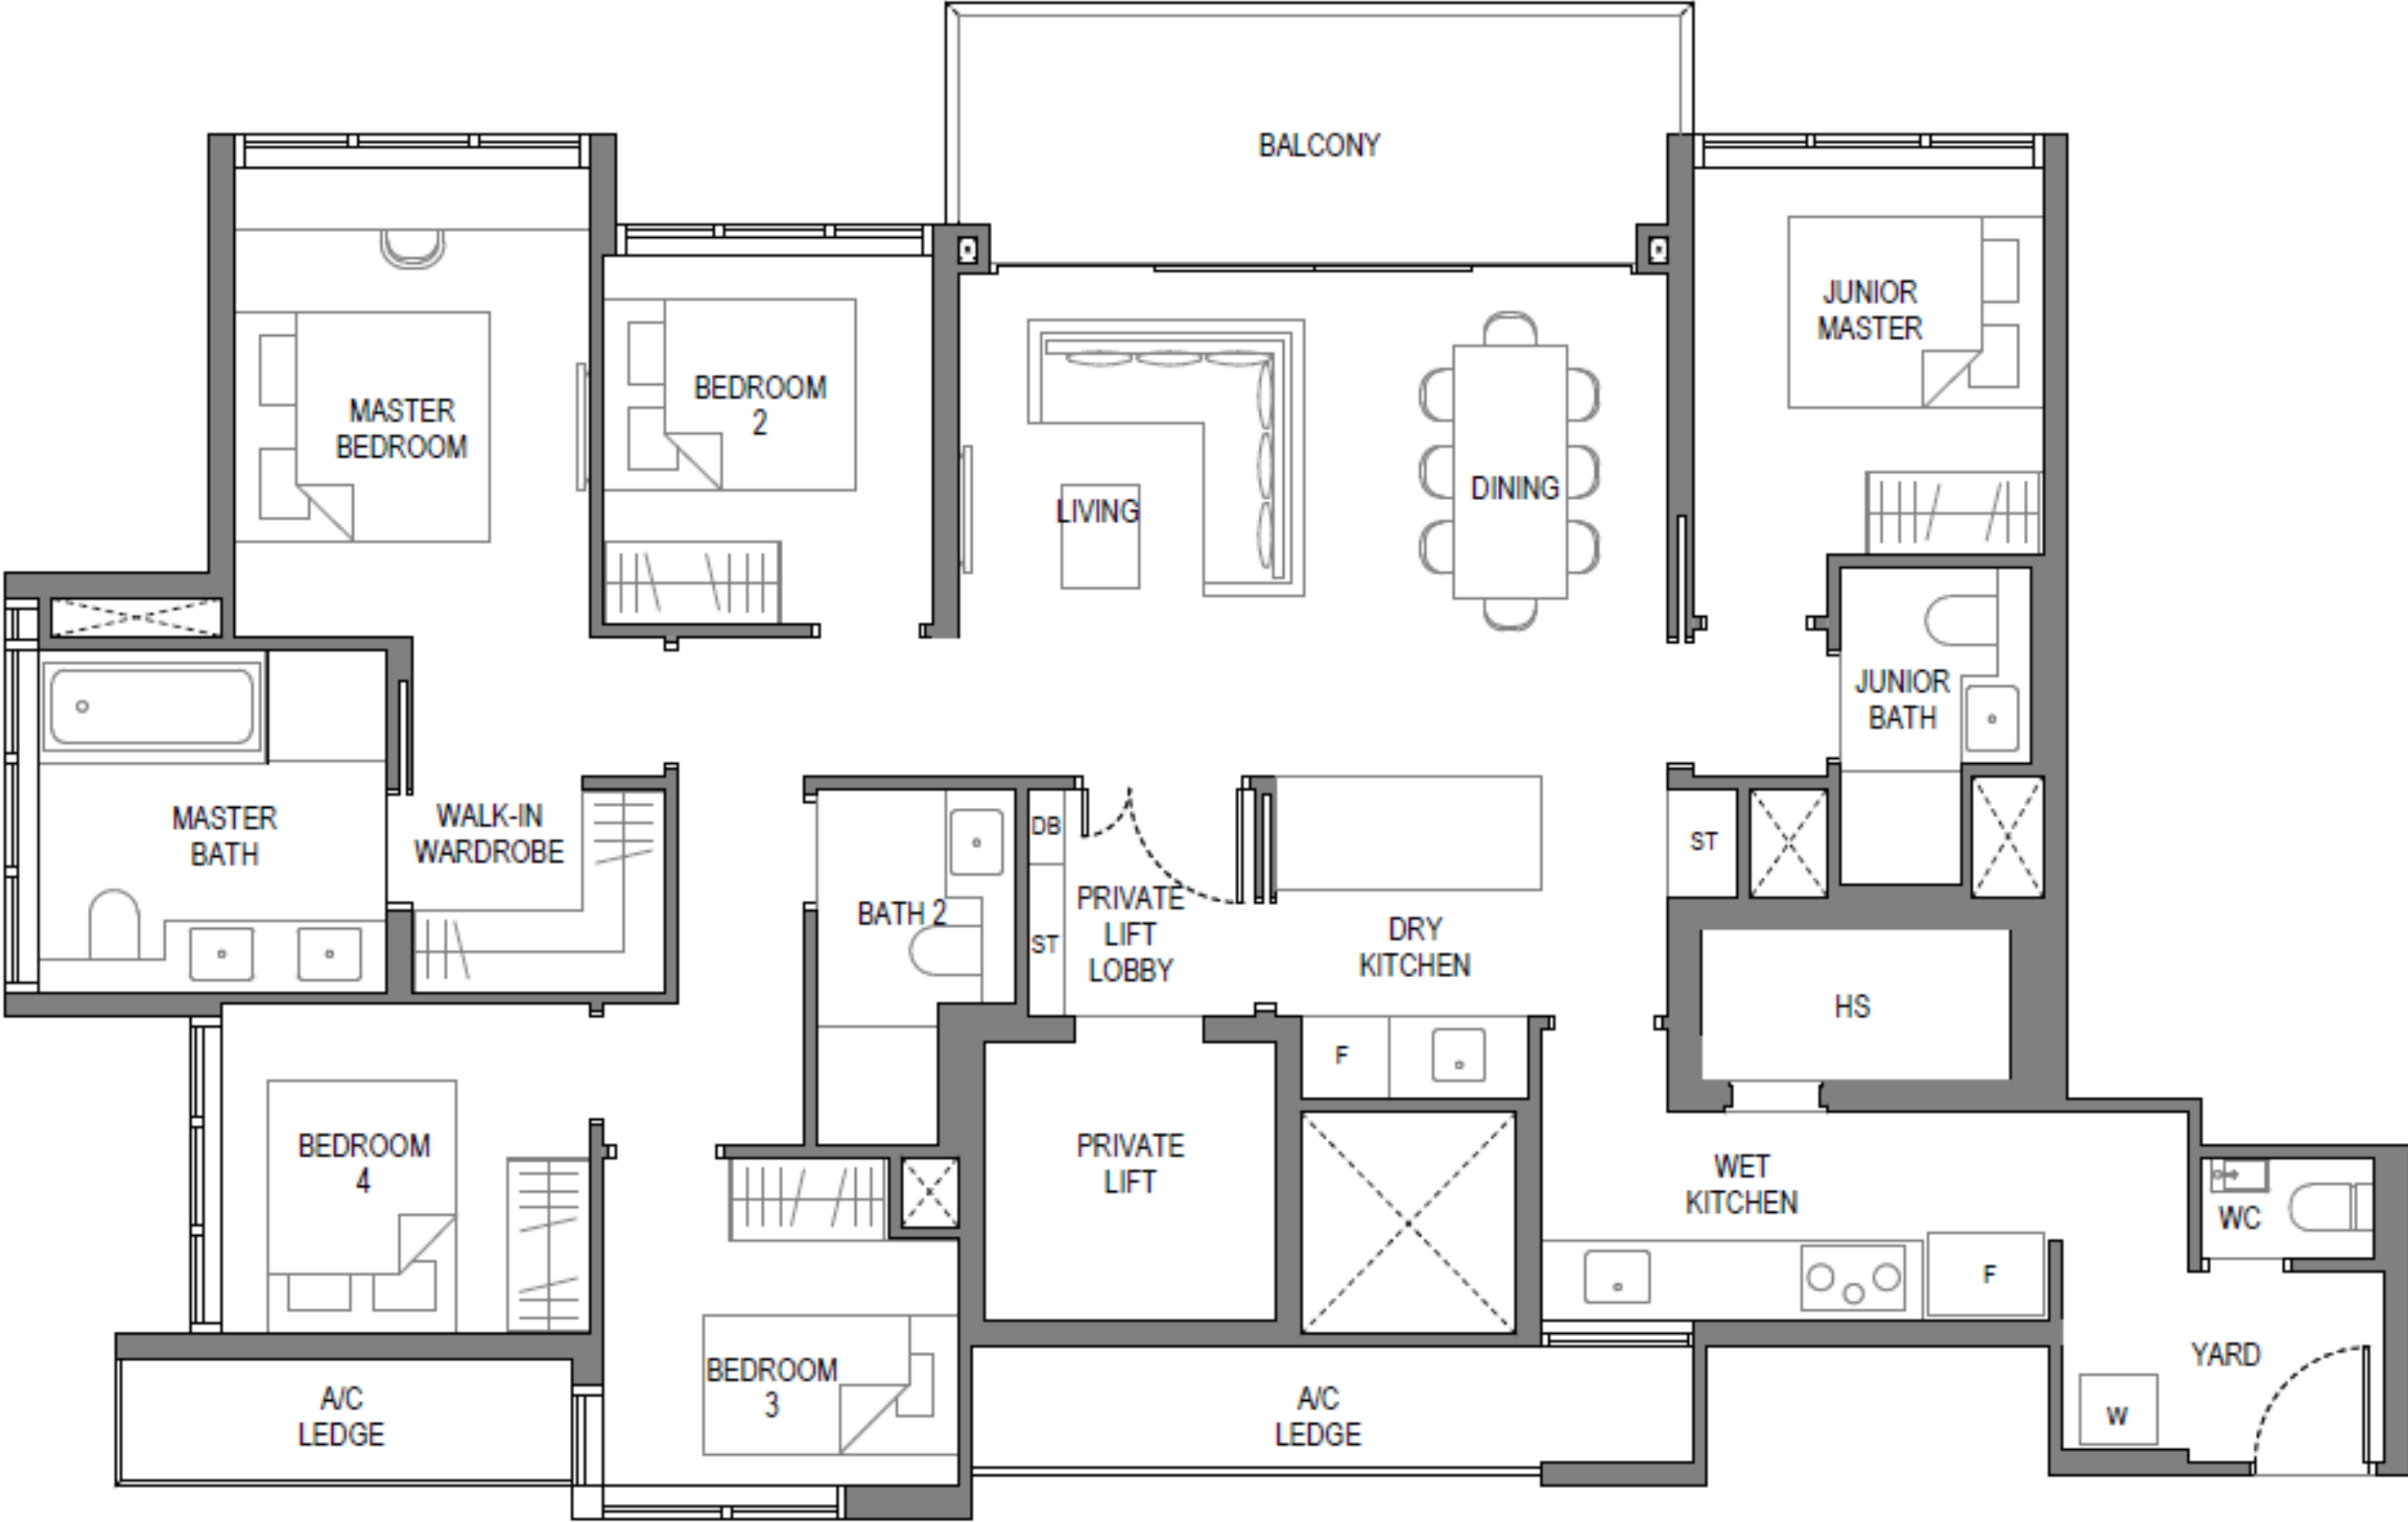 BALCONY
JUNIOR
MASTER
BEDROOM
2
MASTER
BEDROOM
LIVING
DINING
JUNIOR
BATH
MASTER
BATH
WALK-IN
WARDROBE
DB
ST
BATH 2
PRIVATE
LIFT
LOBBY
ST
DRY
KITCHEN
HS
F
BEDROOM
4
PRIVATE
LIFT
WET
KITCHEN
WC
F
YARD
BEDROOM
3
A/C
LEDGE
A/C
LEDGE
W